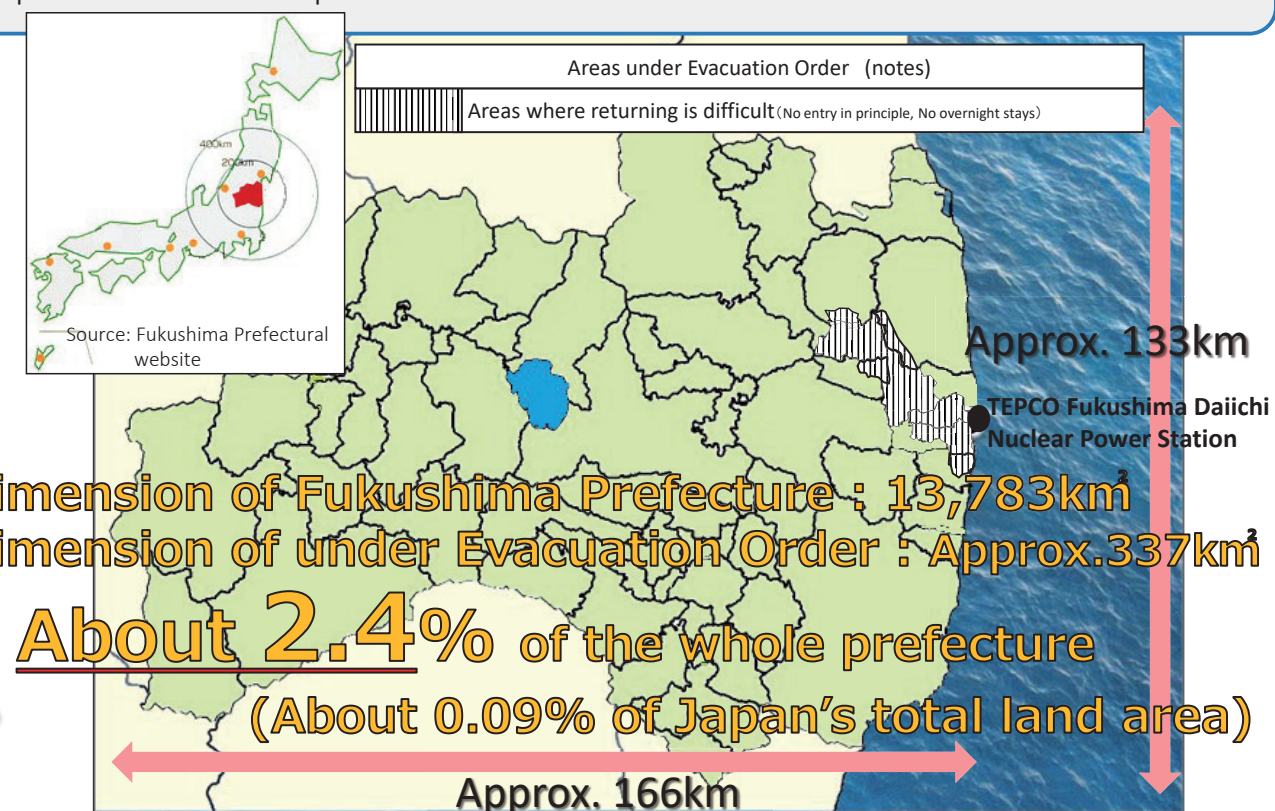 Areas under Evacuation Order (notes)
Areas where returning is difficult(No entry in principle, No overnight stays)
400km
200km
Source: Fukushima Prefectural
website
Approx. 133km
TEPCO Fukushima Daiichi
Nuclear Power Station
imension of Fukushima Prefecture : 13,783km²
imension of under Evacuation Order : Approx.337km²
About 2.4% of the whole prefecture
(About 0.09% of Japan’s total land area)
Approx. 166km